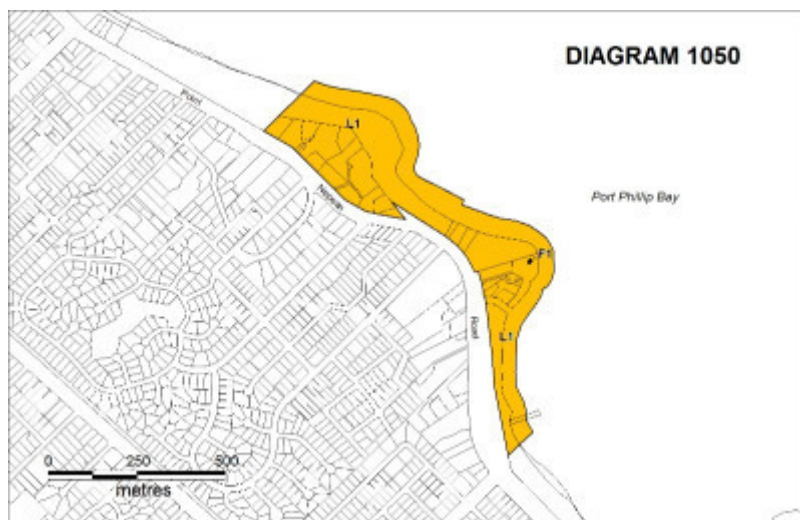 DIAGRAM 1050
Point
L1
Nepean
Port Phillip Bay
F1
Road
L1
0 250 500
metres